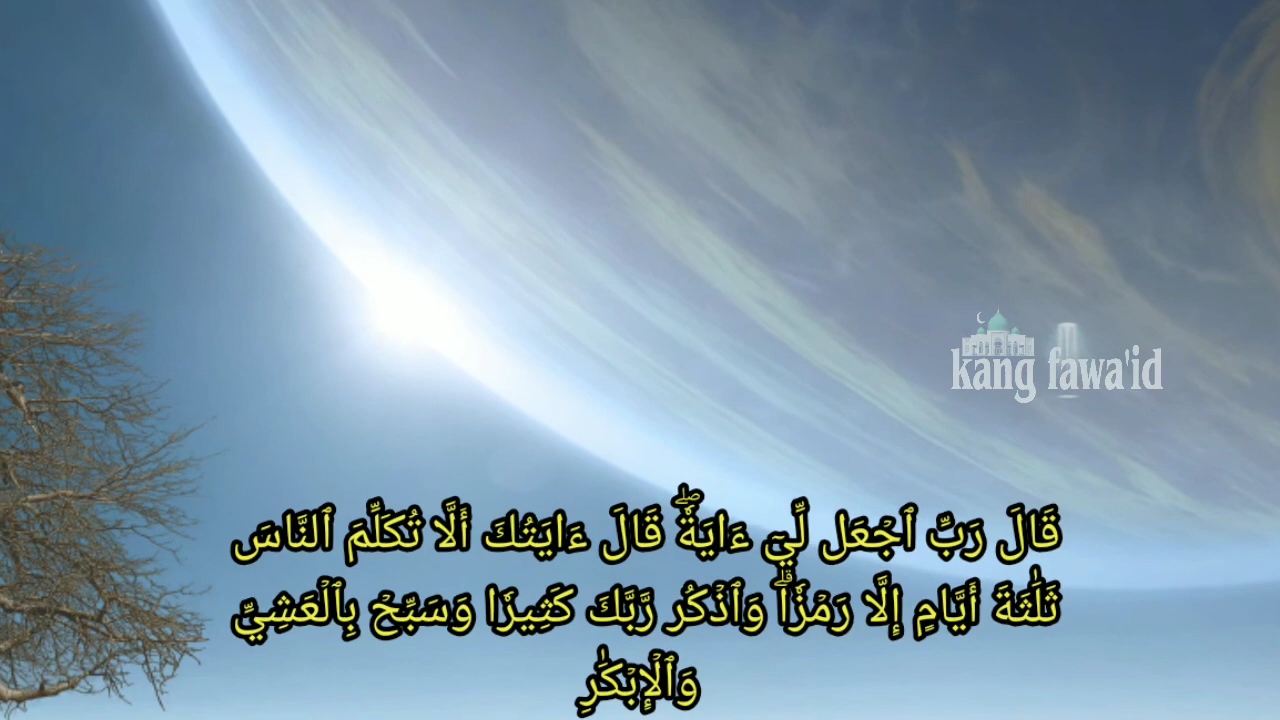 kang fawa'id
قَالَ رَبِّ ٱجْعَل لِّيٓ ءَايَةٗۖ قَالَ ءَايَتُكَ أَلَّا تُكَلِّمَ ٱلنَّاسَ
ثَلَٰثَةَ أَيَّامٍ إِلَّا رَمْزٗاۗ وَٱذْكُر رَّبَّكَ كَثِيرٗا وَسَبِّحْ بِٱلْعَشِيِّ
وَٱلْإِبْكَٰرِ